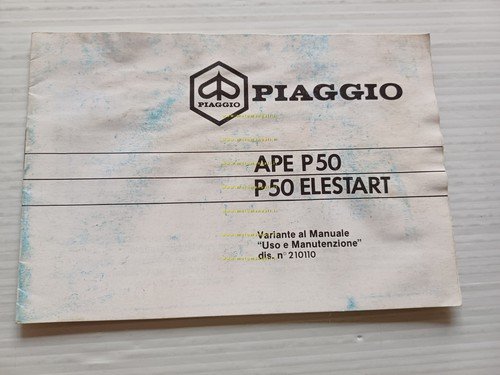 PIAGGIO
PIAGGIO
APE P50
P50 ELESTART
Variante al Manuale
"Uso e Manutenzione"
dis. n° 210110